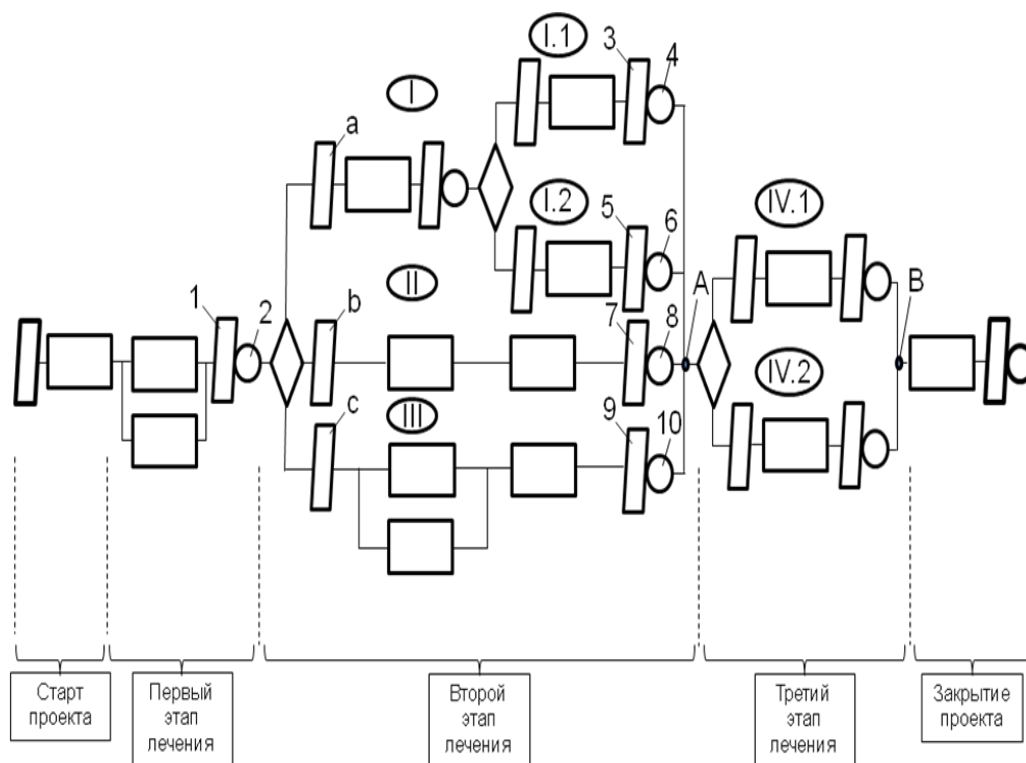 I.1
3
4
I
a
I.2
5
6
IV.1
II
b
1
2
7
8
A
B
IV.2
III
c
9
10
Старт
проекта
Первый
этап
лечения
Второй
этап
лечения
Третий
этап
лечения
Закрытие
проекта